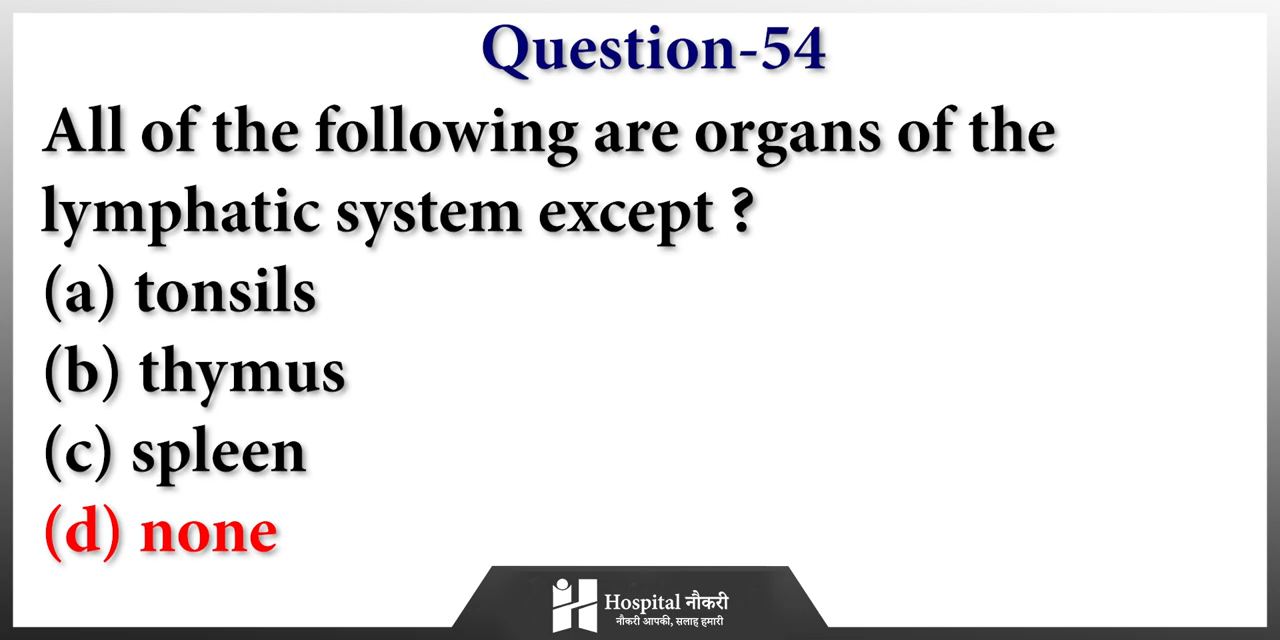 Question-54
All of the following are organs of the
lymphatic system except ?
(a) tonsils
(b) thymus
(c) spleen
(d) none
Hospital नौकरी
नौकरी आपकी, सलाह हमारी